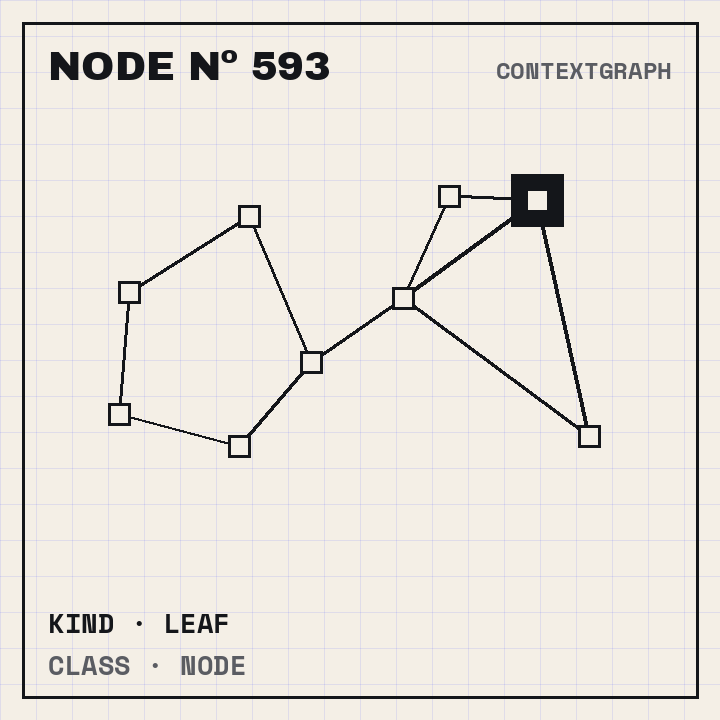 NODE Nº 593
CONTEXTGRAPH
KIND · LEAF
CLASS · NODE